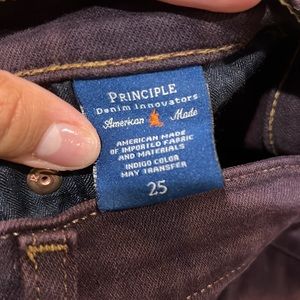 PRINCIPLE
Denim Innovators
American Made
AMERICAN MADE
OF IMPORTED FABRIC
AND MATERIALS
INDIGO COLOR
MAY TRANSFER
25